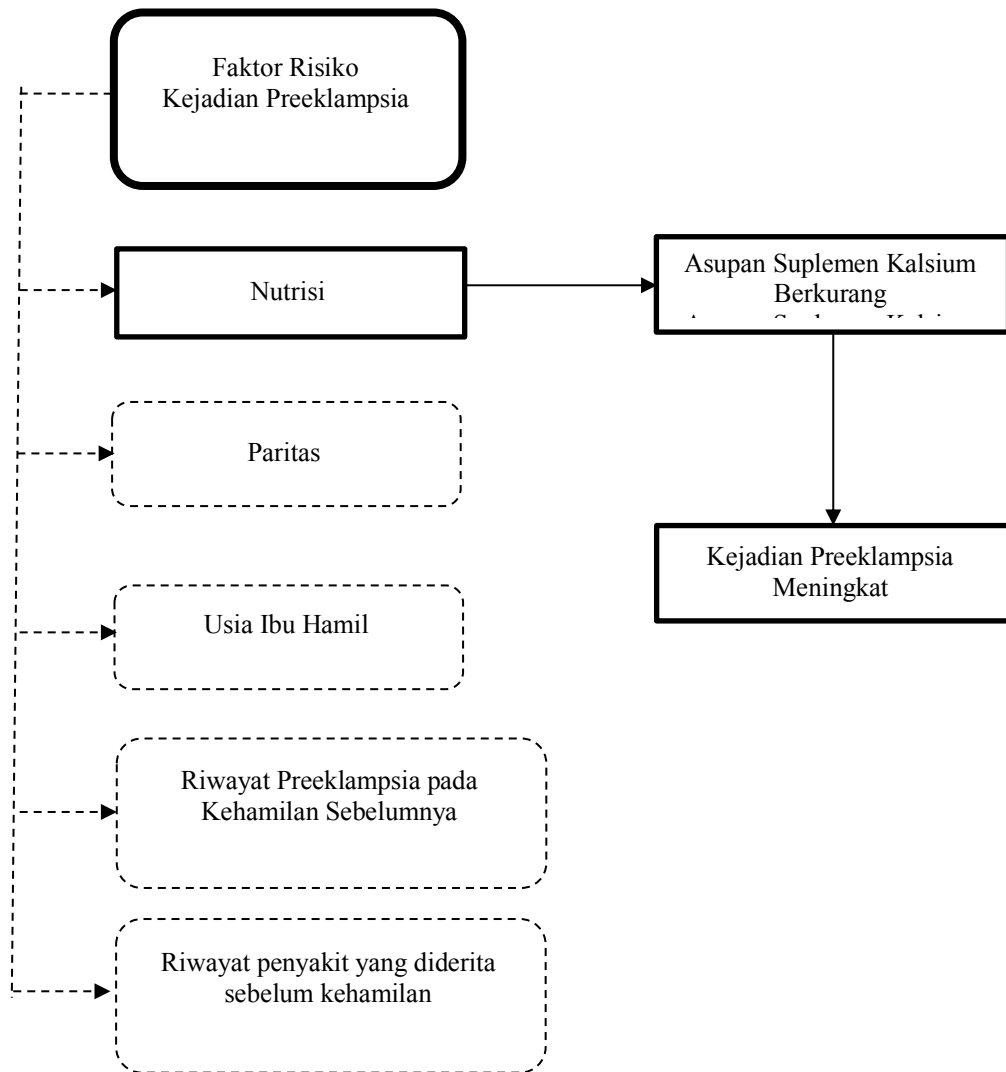 Faktor Risiko
Kejadian Preeklampsia
Nutrisi
Asupan Suplemen Kalsium
Berkurang
Paritas
Kejadian Preeklampsia
Meningkat
Usia Ibu Hamil
Riwayat Preeklampsia pada
Kehamilan Sebelumnya
Riwayat penyakit yang diderita
sebelum kehamilan